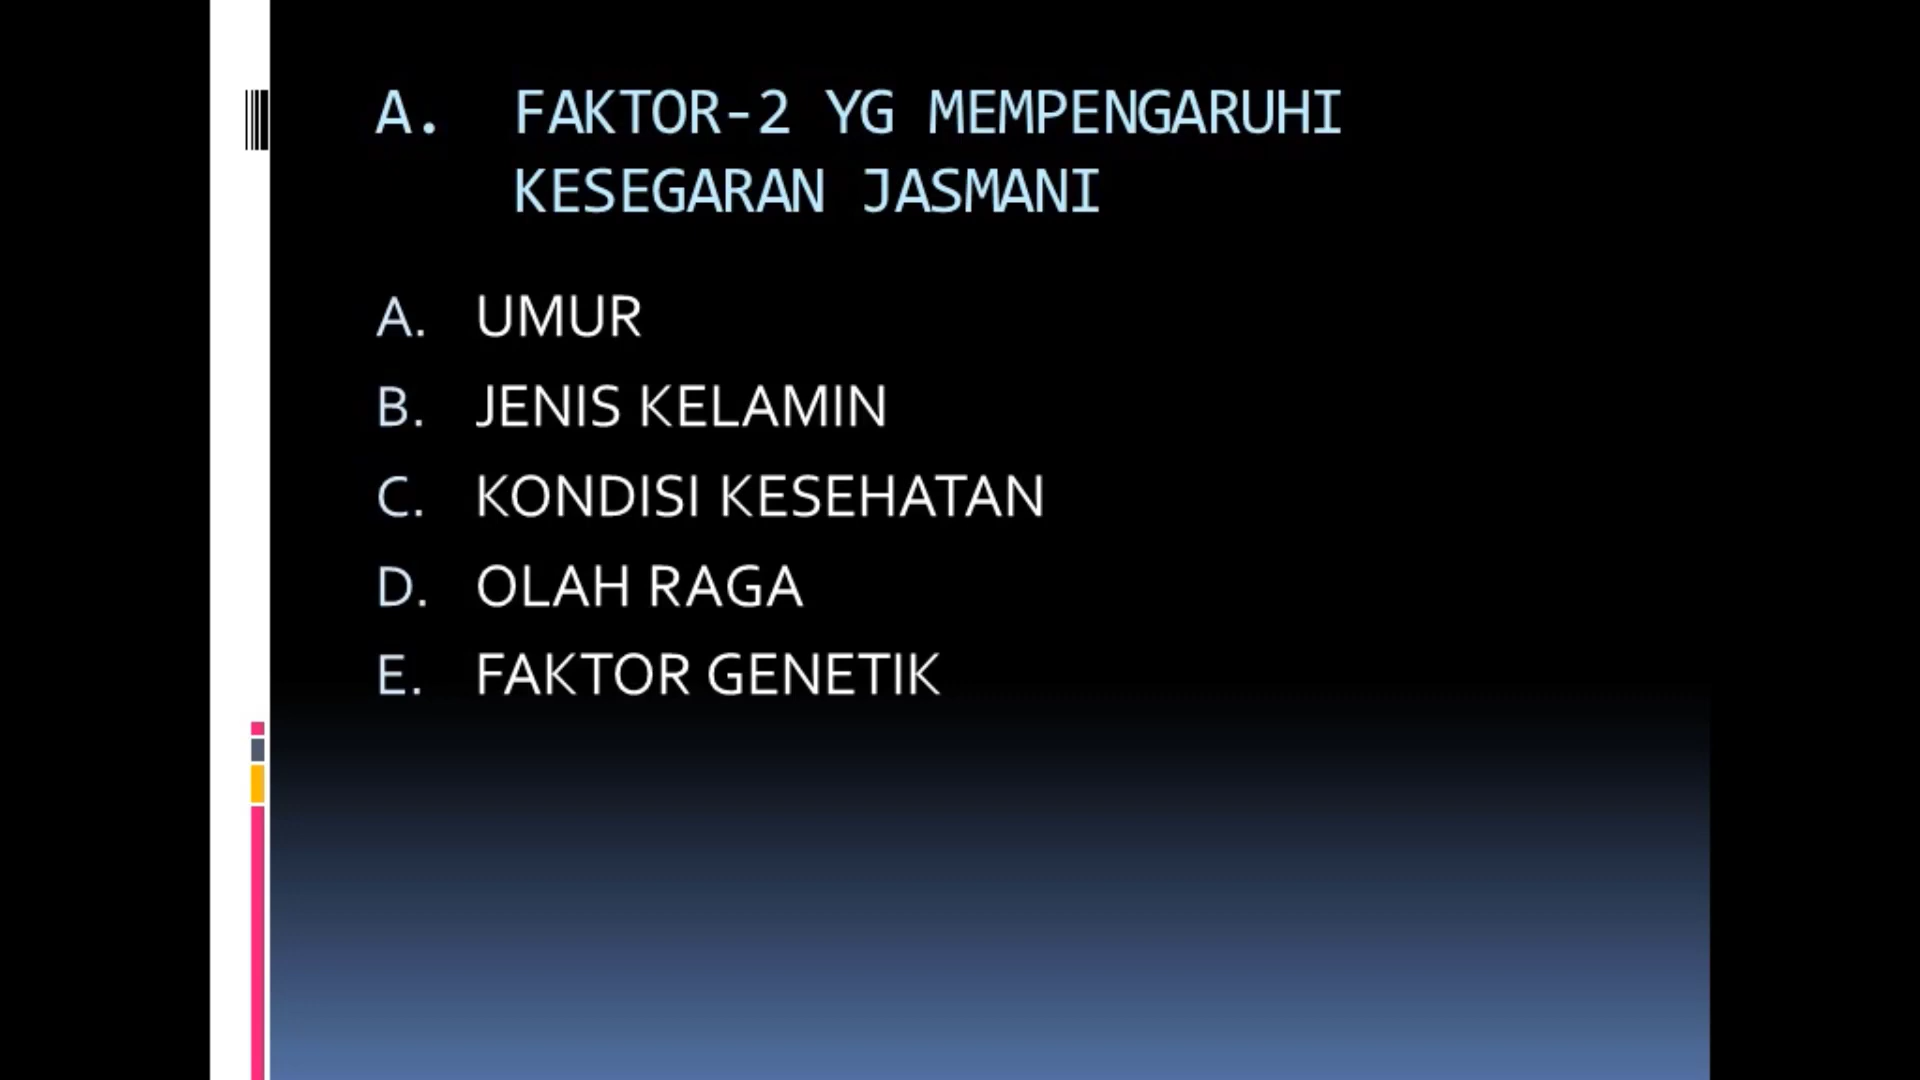 A. FAKTOR-2 YG MEMPENGARUHI
KESEGARAN JASMANI
A. UMUR
B. JENIS KELAMIN
C. KONDISI KESEHATAN
D. OLAH RAGA
E. FAKTOR GENETIK